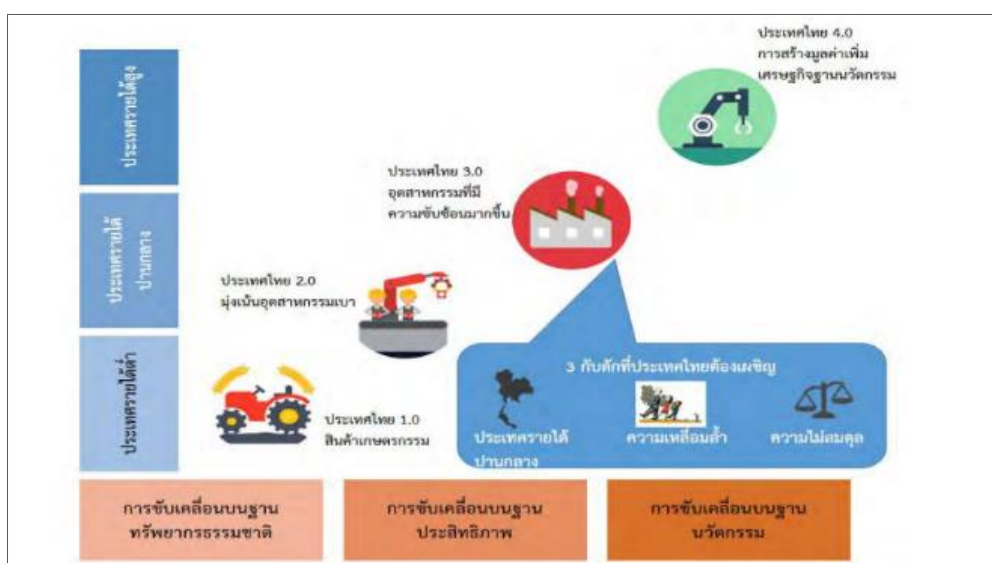 ประเทศไทย 4.0
การสร้างมูลค่าเพิ่ม
เศรษฐกิจฐานนวัตกรรม
ประเทศรายได้สูง
ประเทศไทย 3.0
อุตสาหกรรมที่มี
ความซับซ้อนมากขึ้น
ประเทศรายได้
ปานกลาง
ประเทศไทย 2.0
มุ่งเน้นอุตสาหกรรมเบา
ประเทศรายได้ต่ำ
ประเทศไทย 1.0
สินค้าเกษตรกรรม
3 กับดักที่ประเทศไทยต้องเผชิญ
ประเทศรายได้
ปานกลาง
ความเหลื่อมล้ำ
ความไม่สมดุล
การขับเคลื่อนบนฐาน
ทรัพยากรธรรมชาติ
การขับเคลื่อนบนฐาน
ประสิทธิภาพ
การขับเคลื่อนบนฐาน
นวัตกรรม